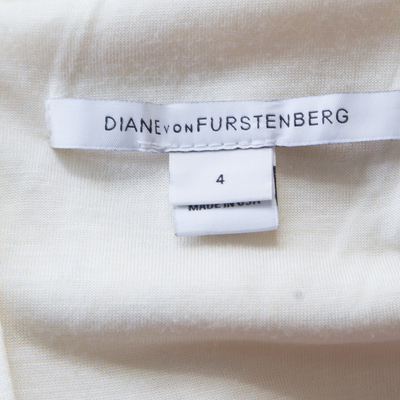 DIANE VON FURSTENBERG
4
MADE IN USA